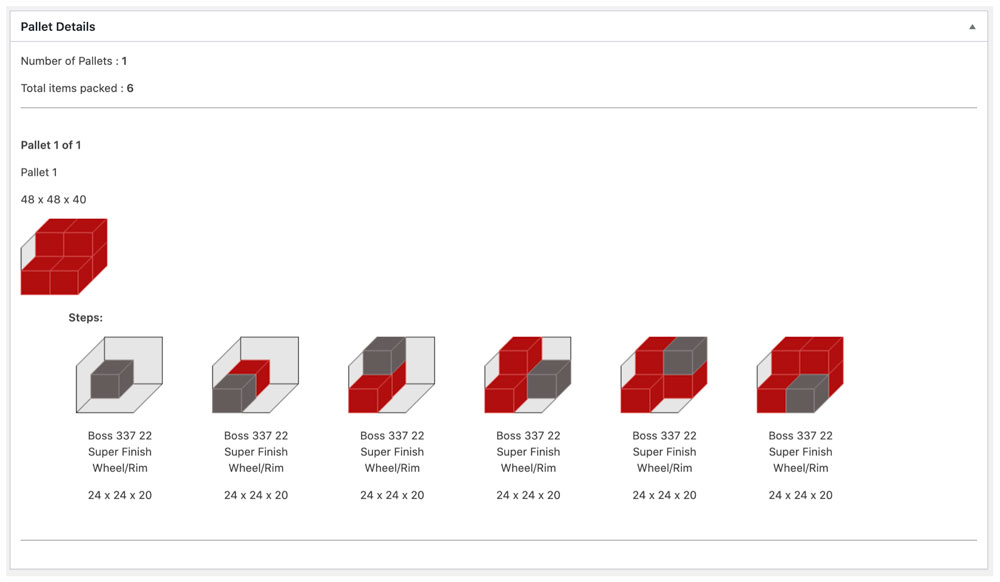 Pallet Details
Number of Pallets : 1
Total items packed : 6
Pallet 1 of 1
Pallet 1
48 x 48 x 40
Steps:
Boss 337 22
Super Finish
Wheel/Rim
24 x 24 x 20
Boss 337 22
Super Finish
Wheel/Rim
24 x 24 x 20
Boss 337 22
Super Finish
Wheel/Rim
24 x 24 x 20
Boss 337 22
Super Finish
Wheel/Rim
24 x 24 x 20
Boss 337 22
Super Finish
Wheel/Rim
24 x 24 x 20
Boss 337 22
Super Finish
Wheel/Rim
24 x 24 x 20